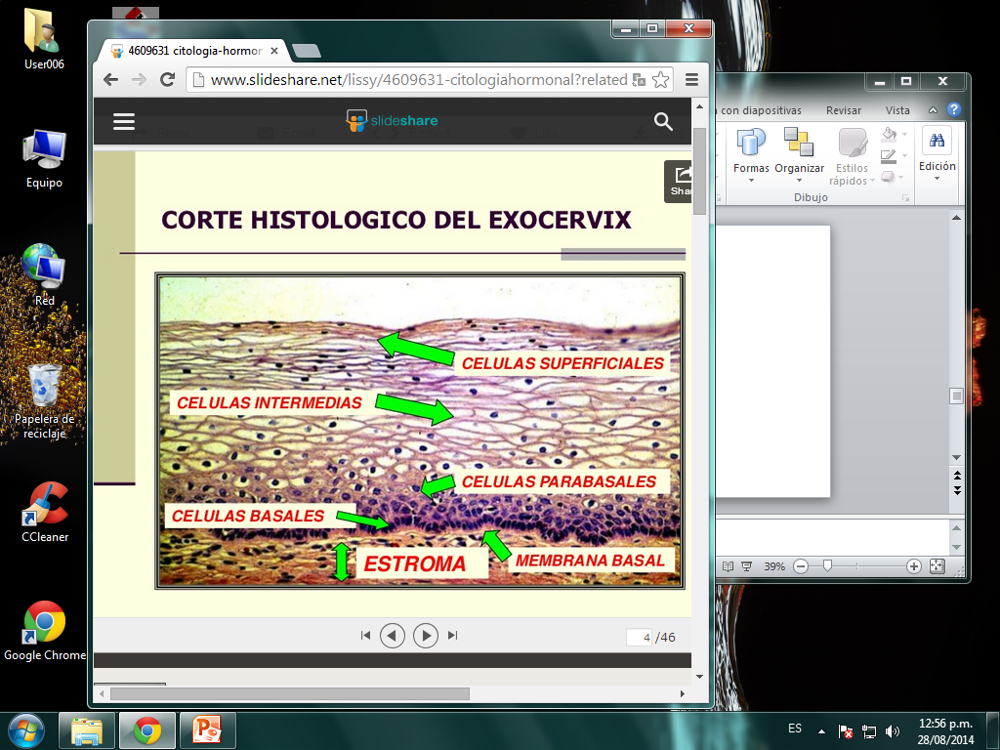 User006
Equipo
Red
Papelera de
reciclaje
CCleaner
Google Chrome
4609631 citologia-hormor
www.slideshare.net/lissy/4609631-citologiahormonal?related
slideshare
Shar
CORTE HISTOLOGICO DEL EXOCERVIX
CELULAS SUPERFICIALES
CELULAS INTERMEDIAS
CELULAS PARABASALES
CELULAS BASALES
ESTROMA
MEMBRANA BASAL
4 /46
a con diapositivas Revisar Vista
Formas Organizar Estilos
rápidos
Edición
Dibujo
39%
ES
12:56 p.m.
28/08/2014